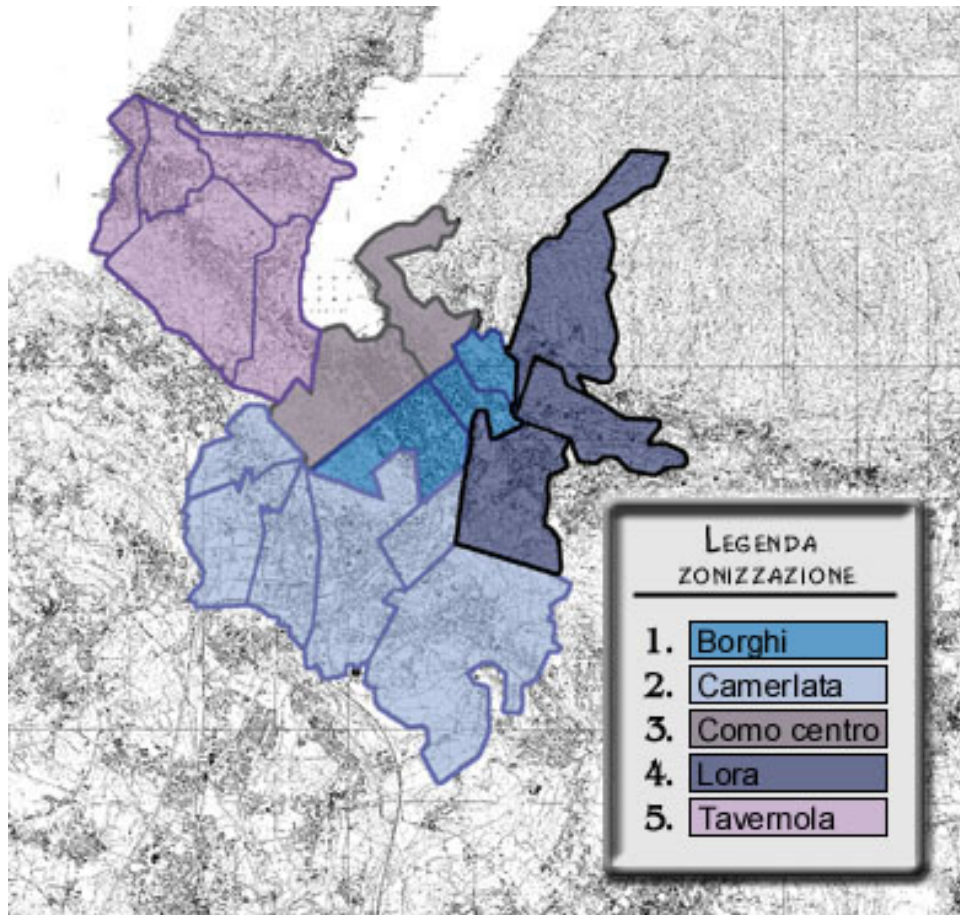 LEGENDA
ZONIZZAZIONE
1. Borghi
2. Camerlata
3. Como centro
4. Lora
5. Tavernola